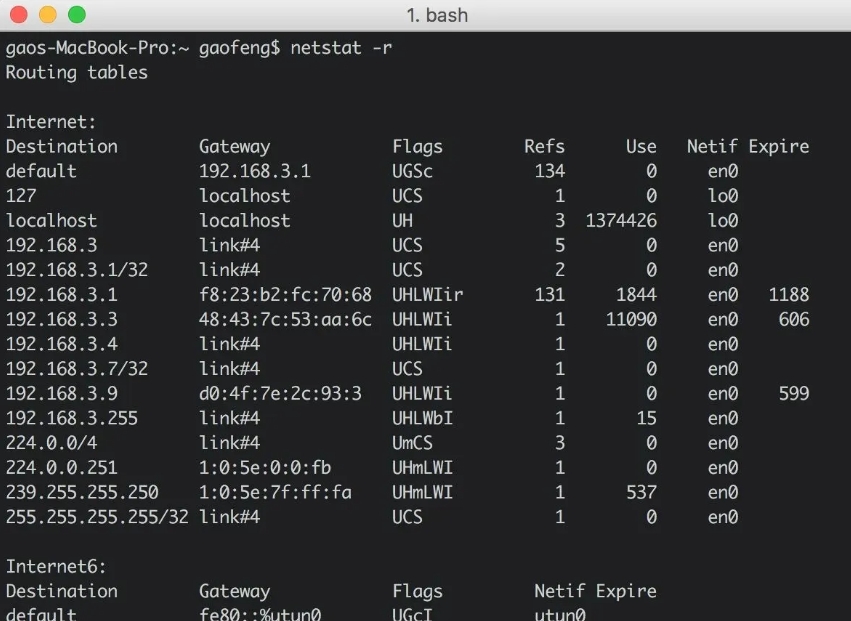 1. bash
gaos-MacBook-Pro:~ gaofeng$ netstat -r
Routing tables
Internet:
Destination Gateway Flags Refs Use Netif Expire
default 192.168.3.1 UGSc 134 0 en0
127 localhost UCS 1 0 lo0
localhost localhost UH 3 1374426 lo0
192.168.3 link#4 UCS 5 0 en0
192.168.3.1/32 link#4 UCS 2 0 en0
192.168.3.1 f8:23:b2:fc:70:68 UHLWIir 131 1844 en0 1188
192.168.3.3 48:43:7c:53:aa:6c UHLWIi 1 11090 en0 606
192.168.3.4 link#4 UHLWIi 1 0 en0
192.168.3.7/32 link#4 UCS 1 0 en0
192.168.3.9 d0:4f:7e:2c:93:3 UHLWIi 1 0 en0 599
192.168.3.255 link#4 UHLWbI 1 15 en0
224.0.0/4 link#4 UmCS 3 0 en0
224.0.0.251 1:0:5e:0:0:fb UHmLWI 1 0 en0
239.255.255.250 1:0:5e:7f:ff:fa UHmLWI 1 537 en0
255.255.255.255/32 link#4 UCS 1 0 en0
Internet6:
Destination Gateway Flags Netif Expire
default fe80::%utun0 UGcI utun0